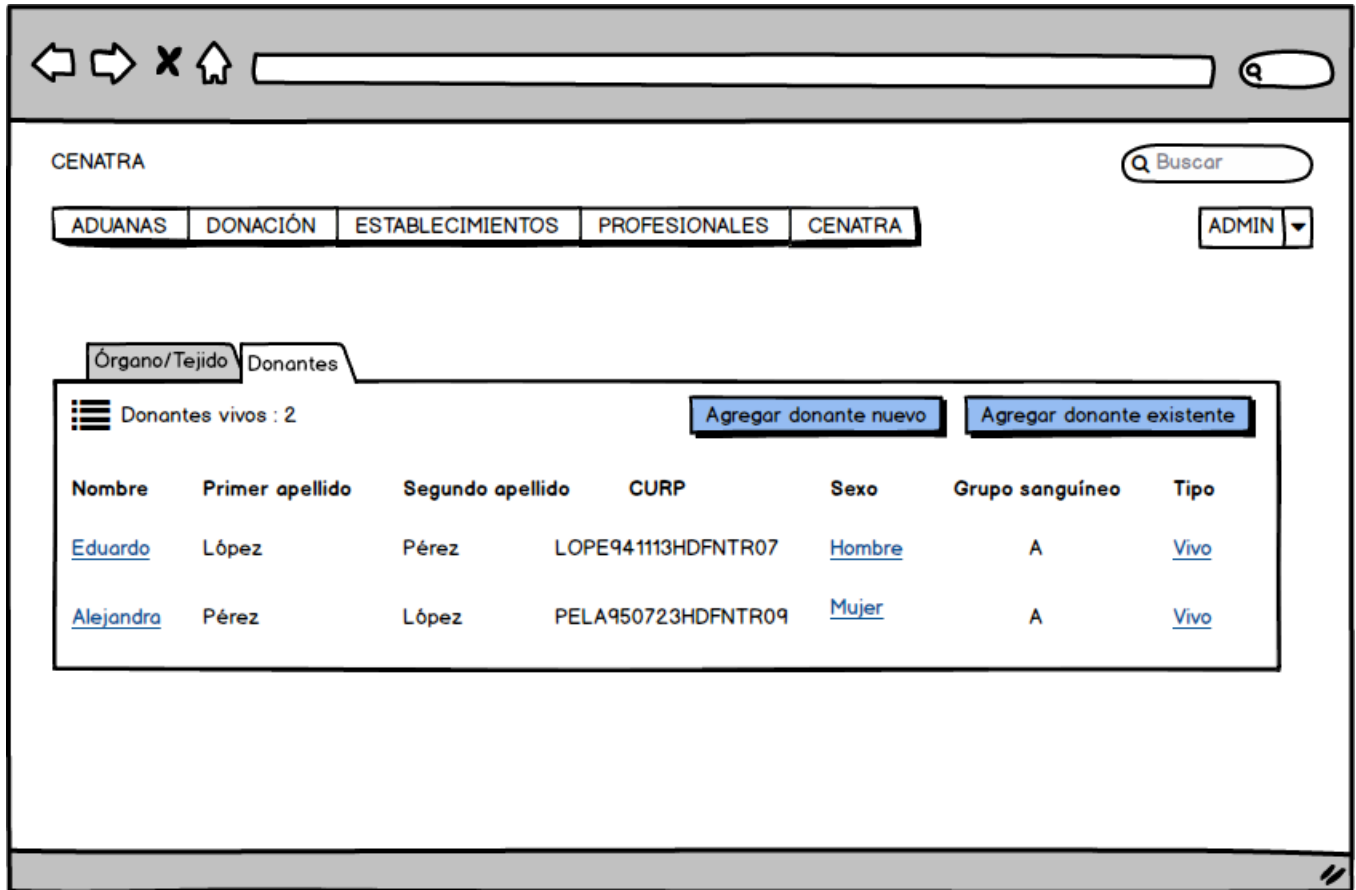 CENATRA
Buscar
ADUANAS DONACIÓN ESTABLECIMIENTOS PROFESIONALES CENATRA ADMIN
Órgano/Tejido Donantes
Donantes vivos : 2 Agregar donante nuevo Agregar donante existente
Nombre Primer apellido Segundo apellido CURP Sexo Grupo sanguíneo Tipo
Eduardo López Pérez LOPE941113HDFNTR07 Hombre A Vivo
Alejandra Pérez López PELA950723HDFNTR09 Mujer A Vivo